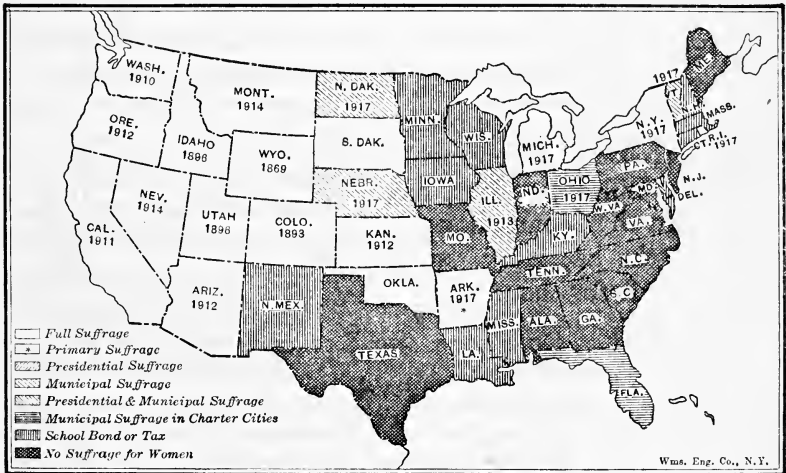 WASH.
1910
MONT.
1914
N. DAK.
1917
MINN.
1917
VT.
N.H.
ME.
MASS.
R.I.
1917
CT.
ORE.
1912
IDAHO
1896
WYO.
1869
S. DAK.
WIS.
MICH.
1917
N.Y.
1917
NEV.
1914
UTAH
1896
COLO.
1893
NEBR.
1917
IOWA
ILL.
1913
IND.
OHIO
1917
PA.
N.J.
MD.
DEL.
CAL.
1911
KAN.
1912
MO.
KY.
W.VA
VA.
ARIZ.
1912
N.MEX.
OKLA.
ARK.
1917
*
TENN.
N.C.
S.C.
TEXAS
LA.
MISS.
ALA.
GA.
FLA.
Full Suffrage
* Primary Suffrage
Presidential Suffrage
Municipal Suffrage
Presidential & Municipal Suffrage
Municipal Suffrage in Charter Cities
School Bond or Tax
No Suffrage for Women
Wms. Eng. Co., N.Y.